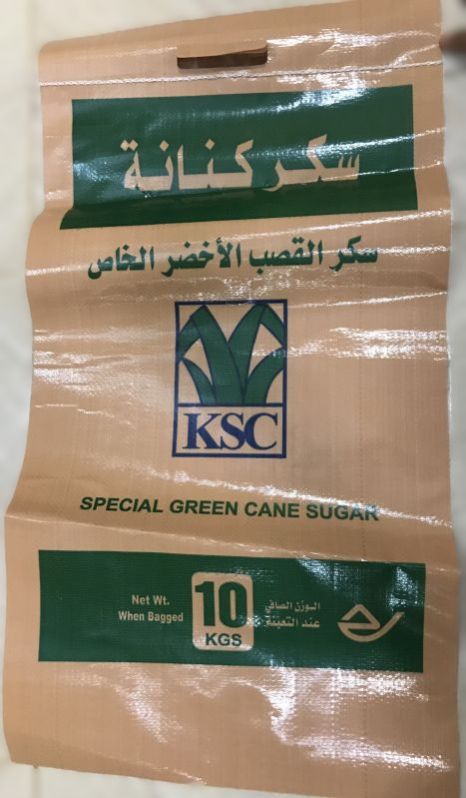 سكر كنانة
سكر القصب الأخضر الخاص
KSC
SPECIAL GREEN CANE SUGAR
Net Wt.
When Bagged
10
KGS
الوزن الصافي
عند التعبئة